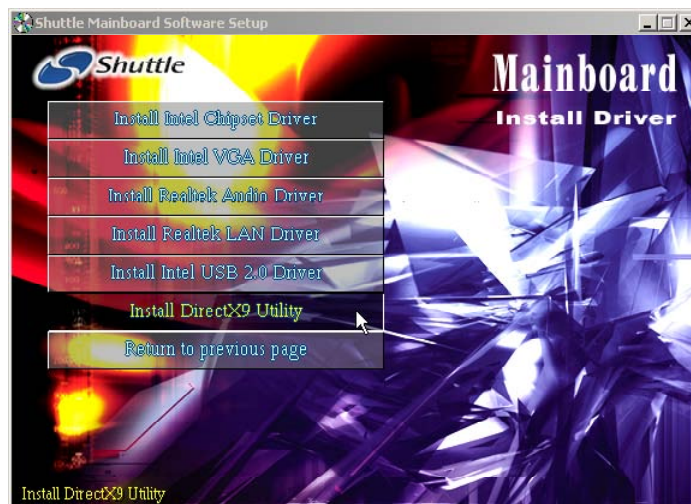 Shuttle Mainboard Software Setup
Shuttle
Mainboard
Install Driver
Install Intel Chipset Driver
Install Intel VGA Driver
Install Realtek Audio Driver
Install Realtek LAN Driver
Install Intel USB 2.0 Driver
Install DirectX9 Utility
Return to previous page
Install DirectX9 Utility